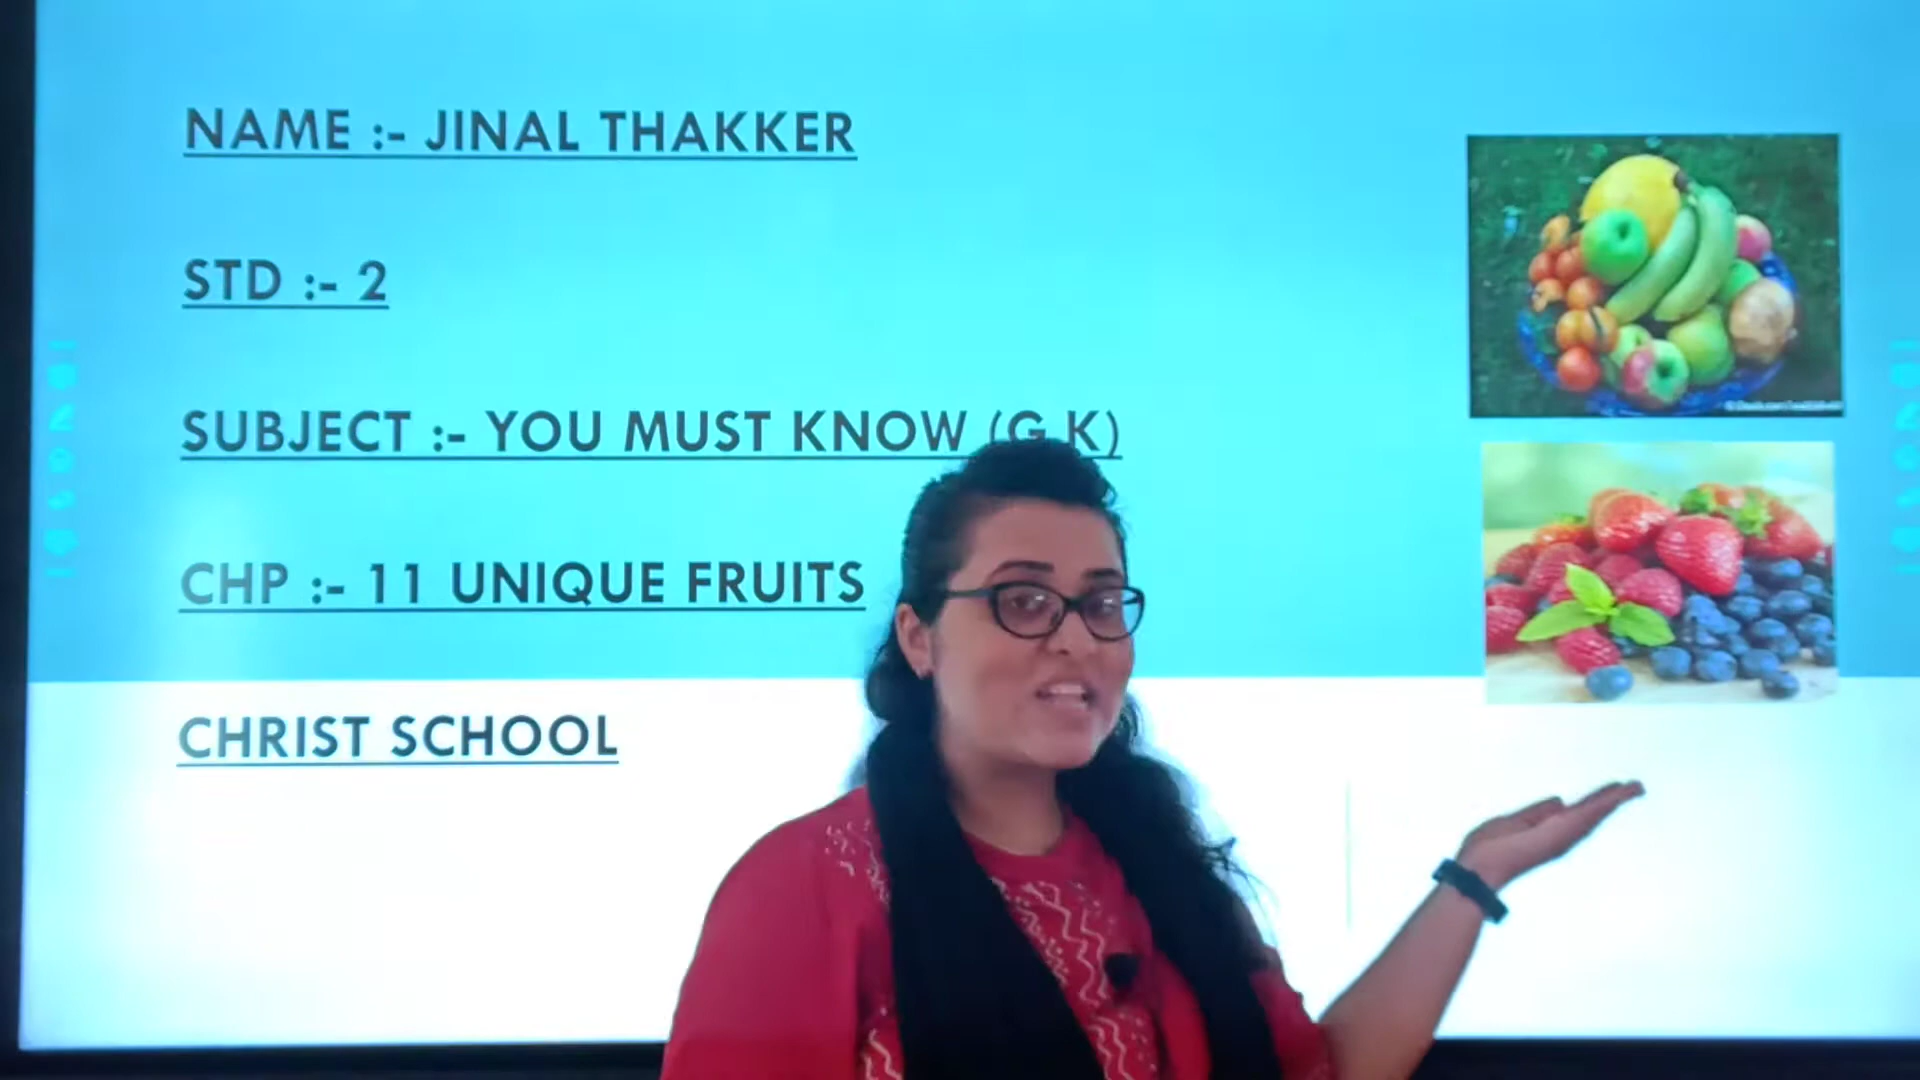 NAME :- JINAL THAKKER
STD :- 2
SUBJECT :- YOU MUST KNOW (G.K)
CHP :- 11 UNIQUE FRUITS
CHRIST SCHOOL